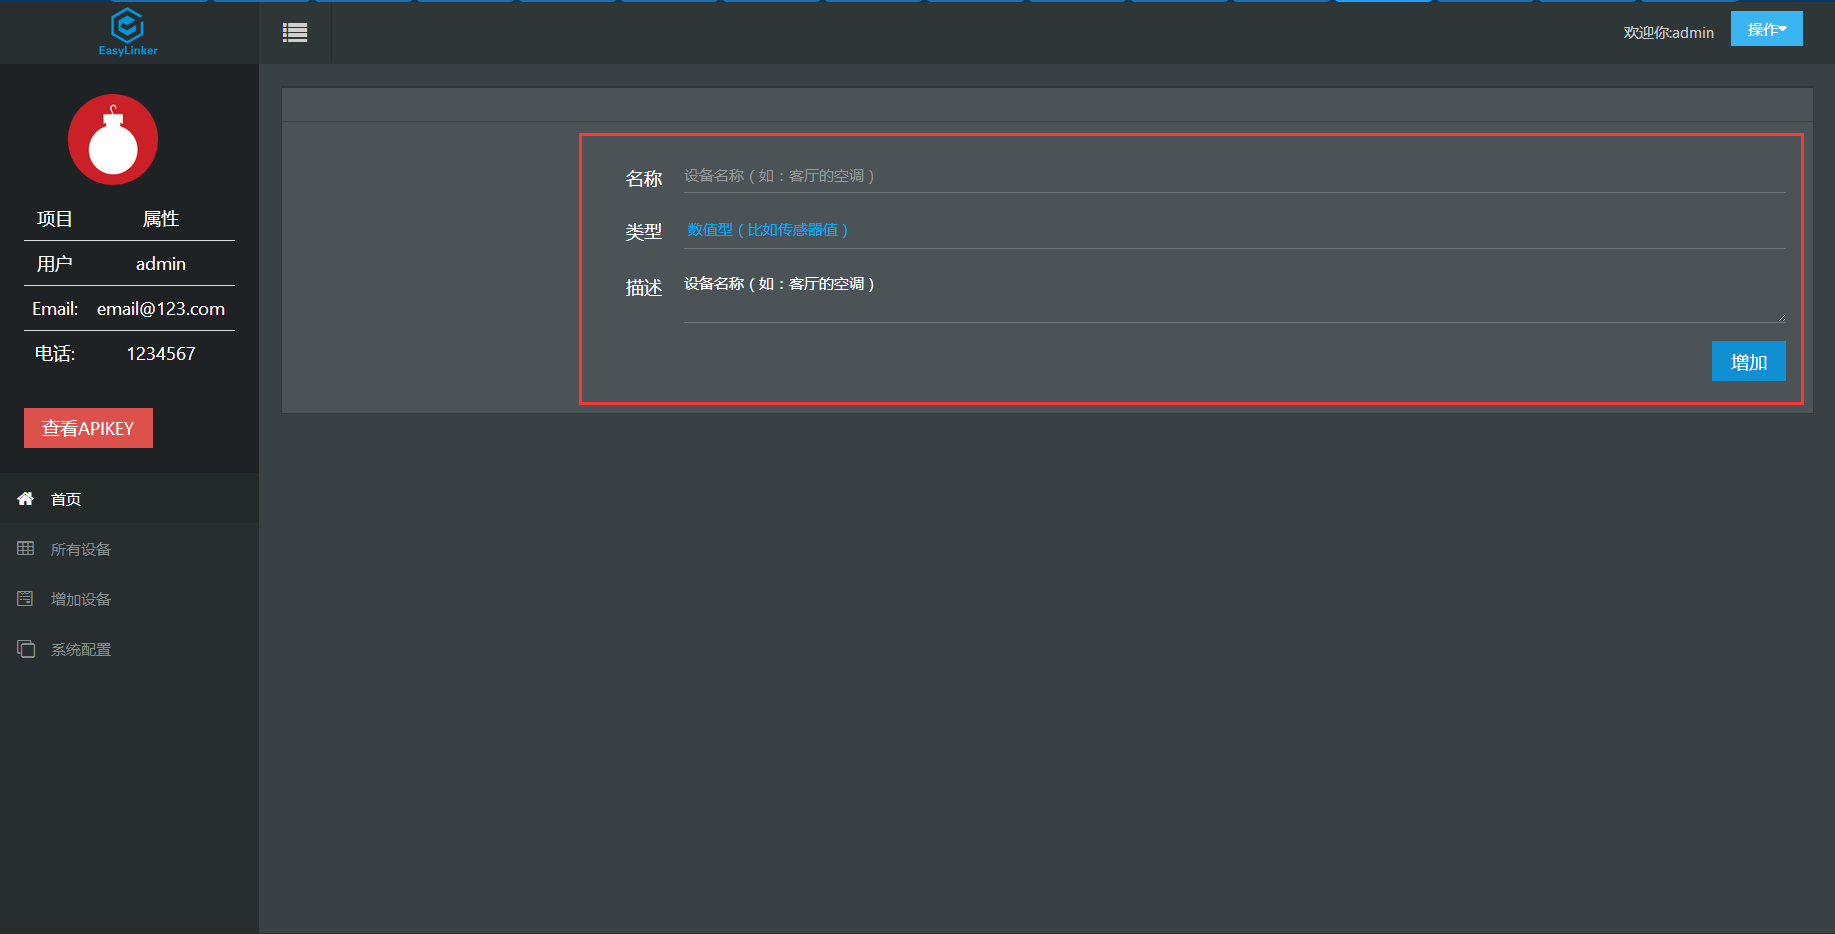 EasyLinker
欢迎你:admin
操作
项目 属性
用户 admin
Email: email@123.com
电话: 1234567
查看APIKEY
首页
所有设备
增加设备
系统配置
名称 设备名称（如：客厅的空调）
类型 数值型（比如传感器值）
描述 设备名称（如：客厅的空调）
增加